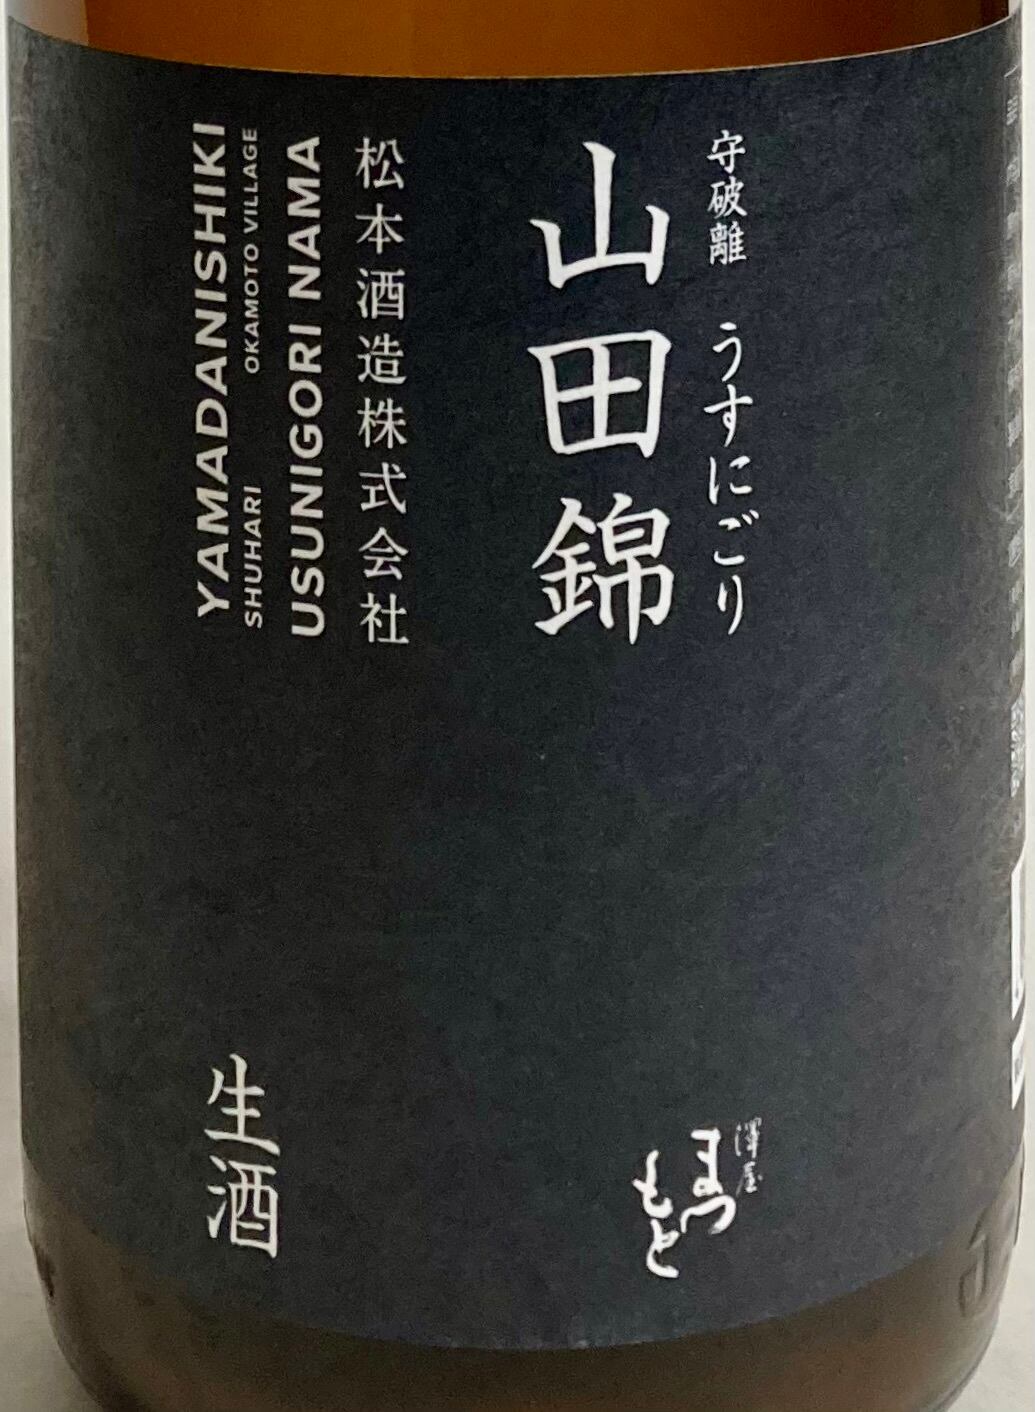 守破離 うすにごり
山田錦
松本酒造株式会社
USUNIGORI NAMA
SHUHARI OKAMOTO VILLAGE
YAMADANISHIKI
澤屋
まつ
もと
生酒